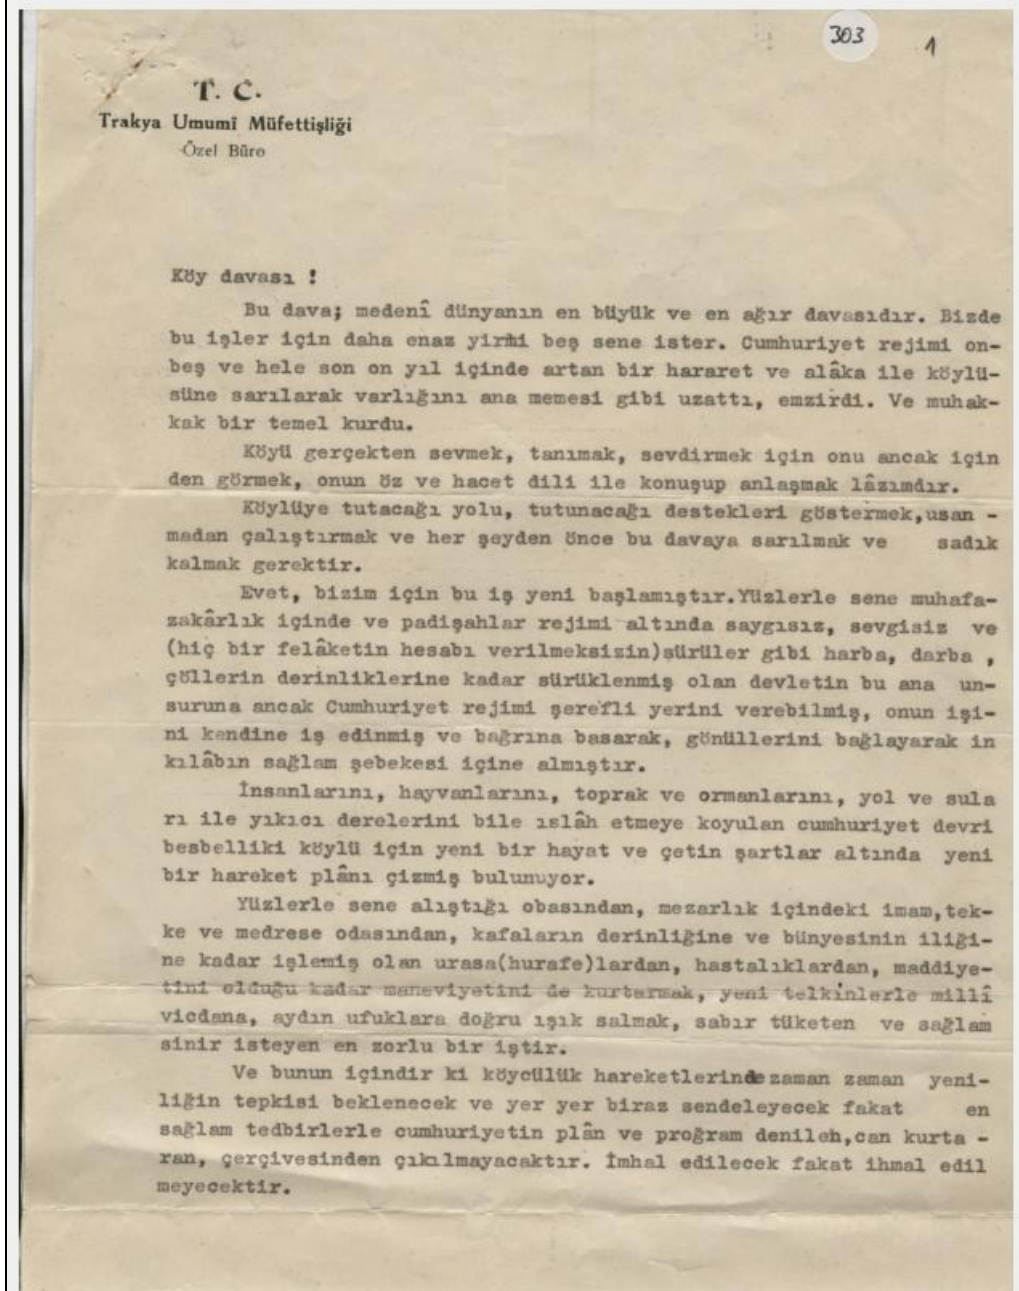 303
1
T. C.
Trakya Umumî Müfettişliği
Özel Büro
Köy davası !
Bu dava; medenî dünyanın en büyük ve en ağır davasıdır. Bizde
bu işler için daha enaz yirmi beş sene ister. Cumhuriyet rejimi on-
beş ve hele son on yıl içinde artan bir hararet ve alâka ile köylü-
süne sarılarak varlığını ana memesi gibi uzattı, emzirdi. Ve muhak-
kak bir temel kurdu.
Köyü gerçekten sevmek, tanımak, sevdirmek için onu ancak için
den görmek, onun öz ve hacet dili ile konuşup anlaşmak lâzımdır.
Köylüye tutacağı yolu, tutunacağı destekleri göstermek,usan -
madan çalıştırmak ve her şeyden önce bu davaya sarılmak ve sadık
kalmak gerektir.
Evet, bizim için bu iş yeni başlamıştır.Yüzlerle sene muhafa-
zakârlık içinde ve padişahlar rejimi altında saygısız, sevgisiz ve
(hiç bir felâketin hesabı verilmeksizin)sürüler gibi harba, darba ,
çöllerin derinliklerine kadar sürüklenmiş olan devletin bu ana un-
suruna ancak Cumhuriyet rejimi şerefli yerini verebilmiş, onun işi-
ni kendine iş edinmiş ve bağrına basarak, gönüllerini bağlayarak in
kılâbın sağlam şebekesi içine almıştır.
İnsanlarını, hayvanlarını, toprak ve ormanlarını, yol ve sula
rı ile yıkıcı derelerini bile ıslâh etmeye koyulan cumhuriyet devri
besbelliki köylü için yeni bir hayat ve çetin şartlar altında yeni
bir hareket plânı çizmiş bulunuyor.
Yüzlerle sene alıştığı obasından, mezarlık içindeki imam,tek-
ke ve medrese odasından, kafaların derinliğine ve bünyesinin iliği-
ne kadar işlemiş olan urasa(hurafe)lardan, hastalıklardan, maddiye-
tini olduğu kadar maneviyetini de kurtarmak, yeni telkinlerle millî
vicdana, aydın ufuklara doğru ışık salmak, sabır tüketen ve sağlam
sinir isteyen en zorlu bir iştir.
Ve bunun içindir ki köycülük hareketlerinde zaman zaman yeni-
liğin tepkisi beklenecek ve yer yer biraz sendeleyecek fakat en
sağlam tedbirlerle cumhuriyetin plân ve proğram denileh,can kurta -
ran, çerçivesinden çıkılmayacaktır. İmhal edilecek fakat ihmal edil
meyecektir.